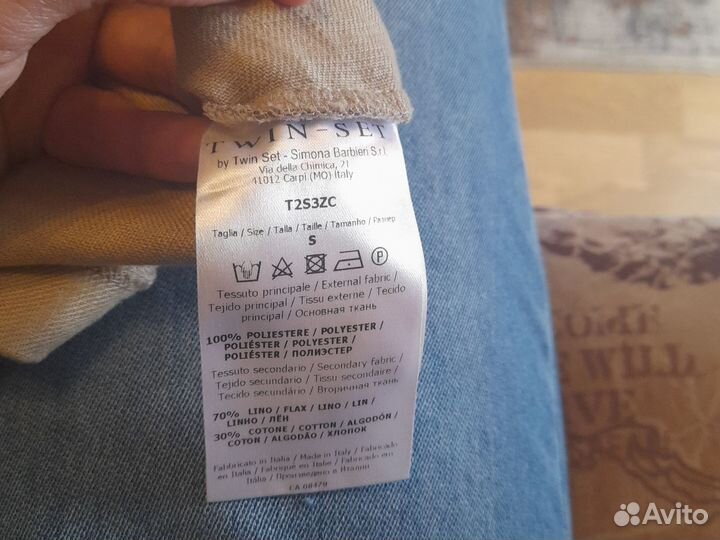 TWIN-SET
by Twin Set - Simona Barbieri S.r.l.
Via della Chimica, 21
41012 Carpi (MO) Italy
T2S3ZC
Taglia / Size / Talla / Taille / Tamanho / Размер
S
P
Tessuto principale / External fabric /
Tejido principal / Tissu externe / Tecido
principal / Основная ткань
100% POLIESTERE / POLYESTER /
POLIÉSTER / POLYESTER /
POLIÉSTER / ПОЛИЭСТЕР
Tessuto secondario / Secondary fabric /
Tejido secundario / Tissu secondaire /
Tecido secundário / Вторичная ткань
70% LINO / FLAX / LINO / LIN /
LINHO / ЛЁН
30% COTONE / COTTON / ALGODÓN /
COTON / ALGODÃO / ХЛОПОК
Fabbricato in Italia / Made in Italy / Fabricado
en Italia / Fabriqué en Italie / Fabricado em
Itália / Произведено в Италии
CA 08479
WILL
VE
Avito